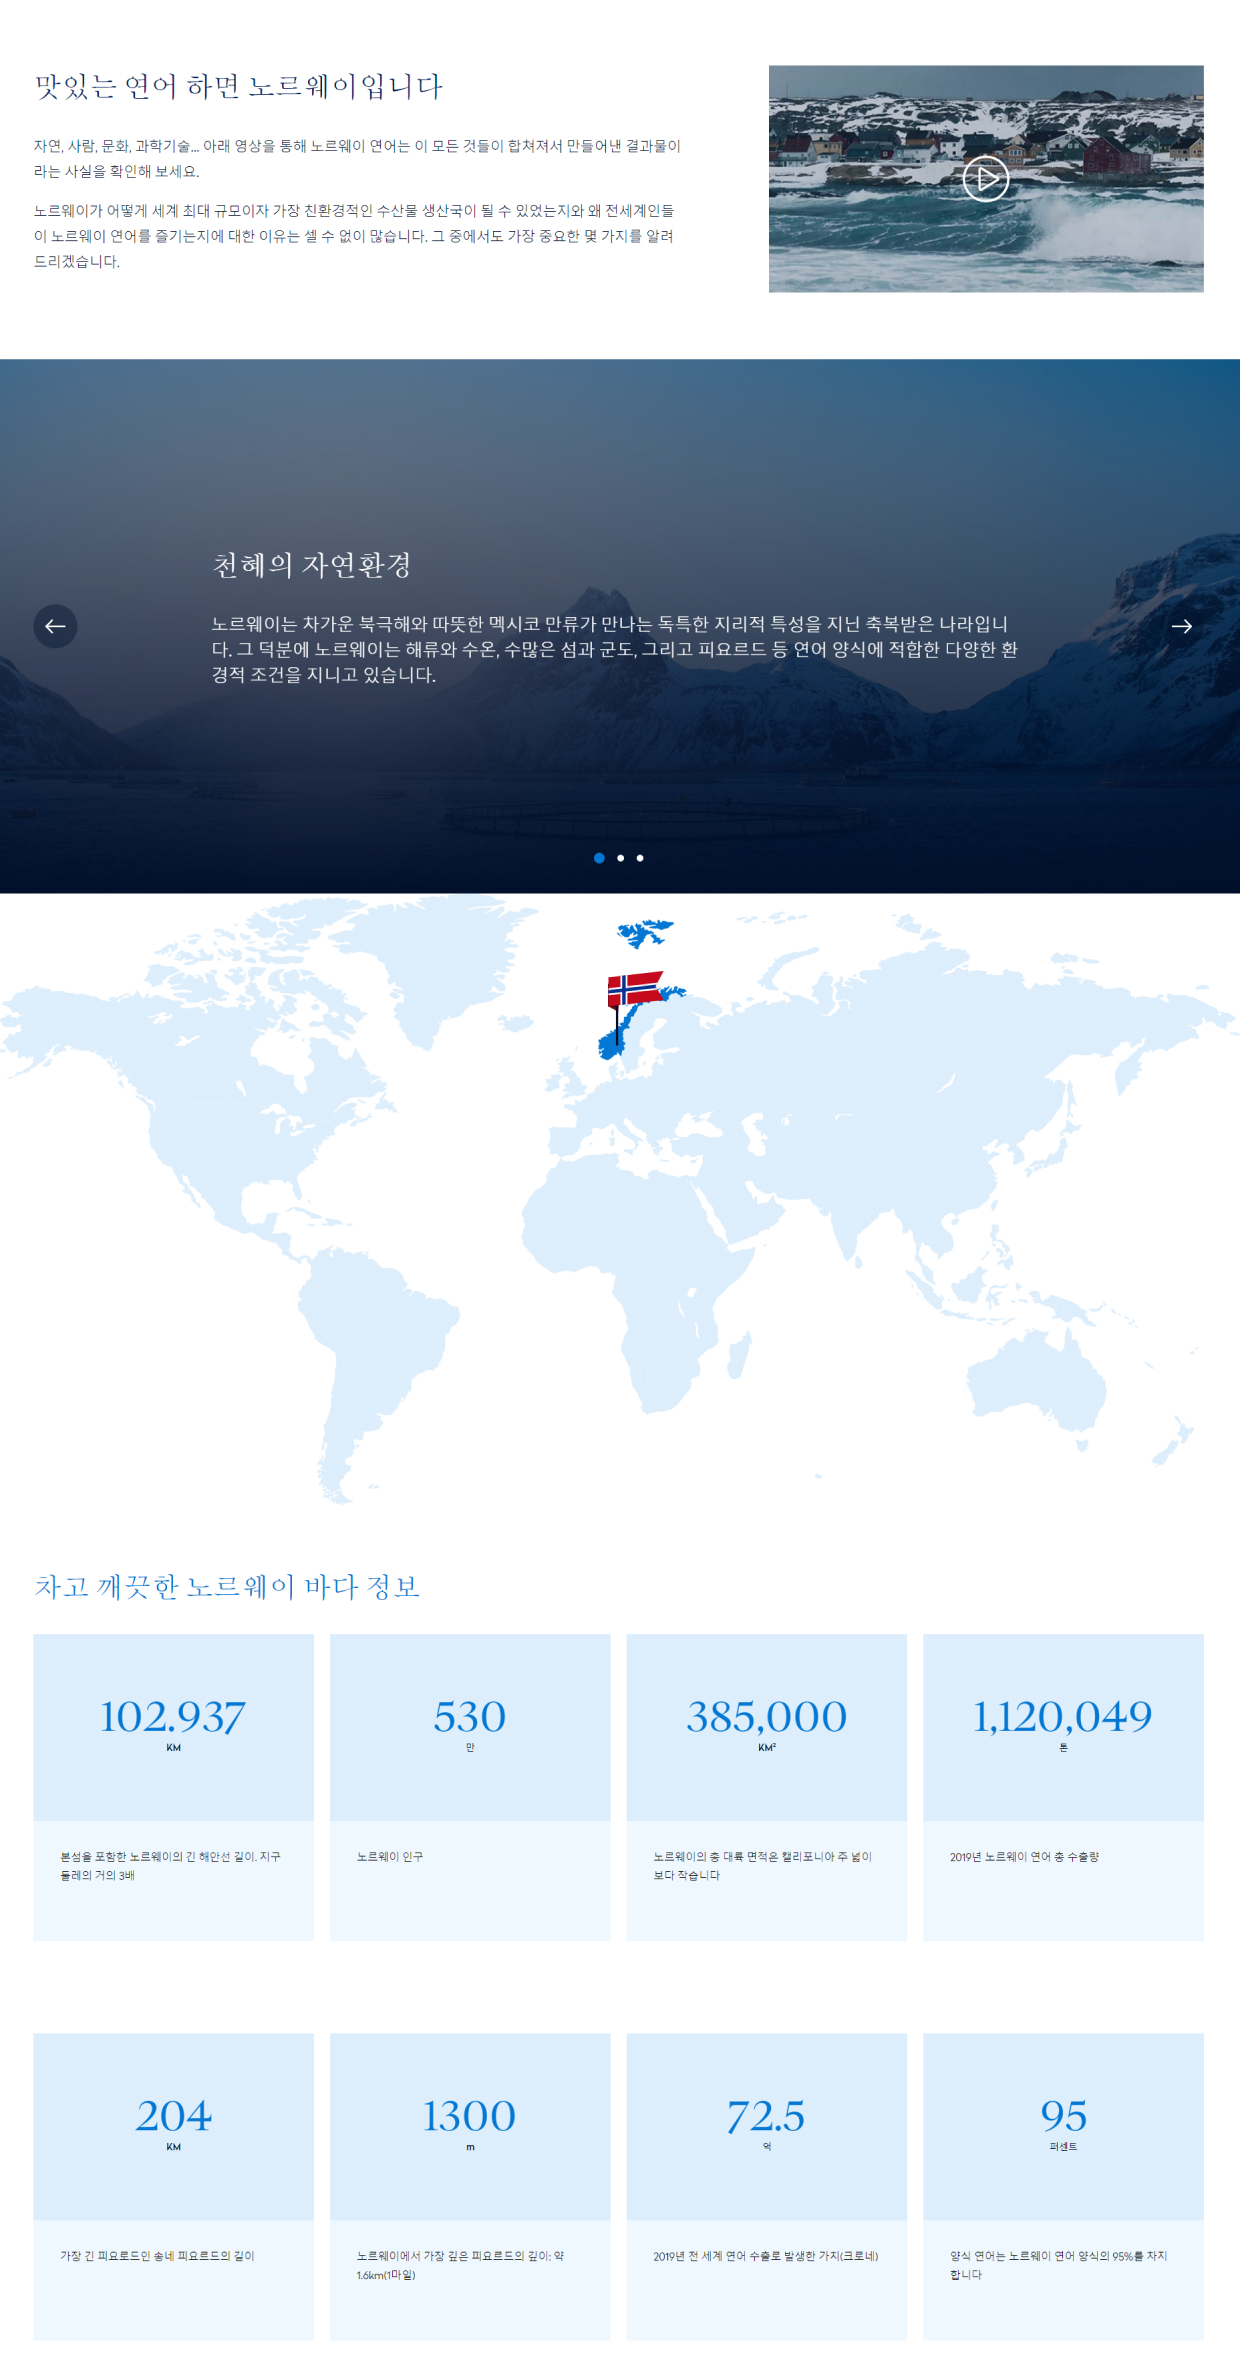 맛있는 연어 하면 노르웨이입니다
자연, 사람, 문화, 과학기술... 아래 영상을 통해 노르웨이 연어는 이 모든 것들이 합쳐져서 만들어낸 결과물이
라는 사실을 확인해 보세요.
노르웨이가 어떻게 세계 최대 규모이자 가장 친환경적인 수산물 생산국이 될 수 있었는지와 왜 전세계인들
이 노르웨이 연어를 즐기는지에 대한 이유는 셀 수 없이 많습니다. 그 중에서도 가장 중요한 몇 가지를 알려
드리겠습니다.
천혜의 자연환경
노르웨이는 차가운 북극해와 따뜻한 멕시코 만류가 만나는 독특한 지리적 특성을 지닌 축복받은 나라입니
다. 그 덕분에 노르웨이는 해류와 수온, 수많은 섬과 군도, 그리고 피요르드 등 연어 양식에 적합한 다양한 환
경적 조건을 지니고 있습니다.
차고 깨끗한 노르웨이 바다 정보
102.937
KM
본섬을 포함한 노르웨이의 긴 해안선 길이. 지구
둘레의 거의 3배
530
만
노르웨이 인구
385,000
KM²
노르웨이의 총 대륙 면적은 캘리포니아 주 넓이
보다 작습니다
1,120,049
톤
2019년 노르웨이 연어 총 수출량
204
KM
가장 긴 피요로드인 송네 피요르드의 길이
1300
m
노르웨이에서 가장 깊은 피요르드의 깊이: 약
1.6km(1마일)
72.5
억
2019년 전 세계 연어 수출로 발생한 가치(크로네)
95
퍼센트
양식 연어는 노르웨이 연어 양식의 95%를 차지
합니다